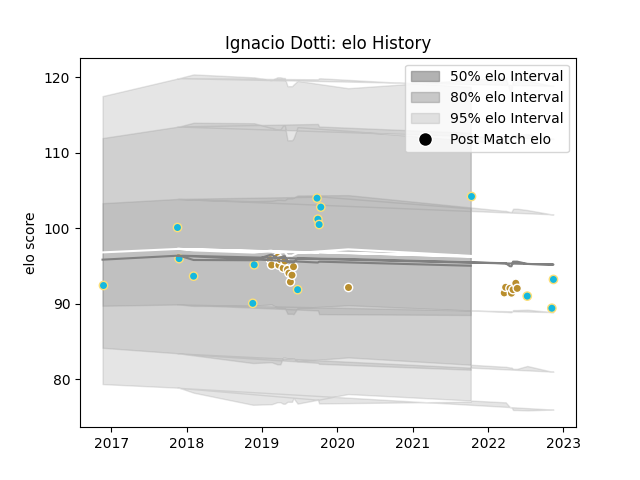 Ignacio Dotti: elo History
50% elo Interval
80% elo Interval
95% elo Interval
Post Match elo
elo score
120
110
100
90
80
2017
2018
2019
2020
2021
2022
2023